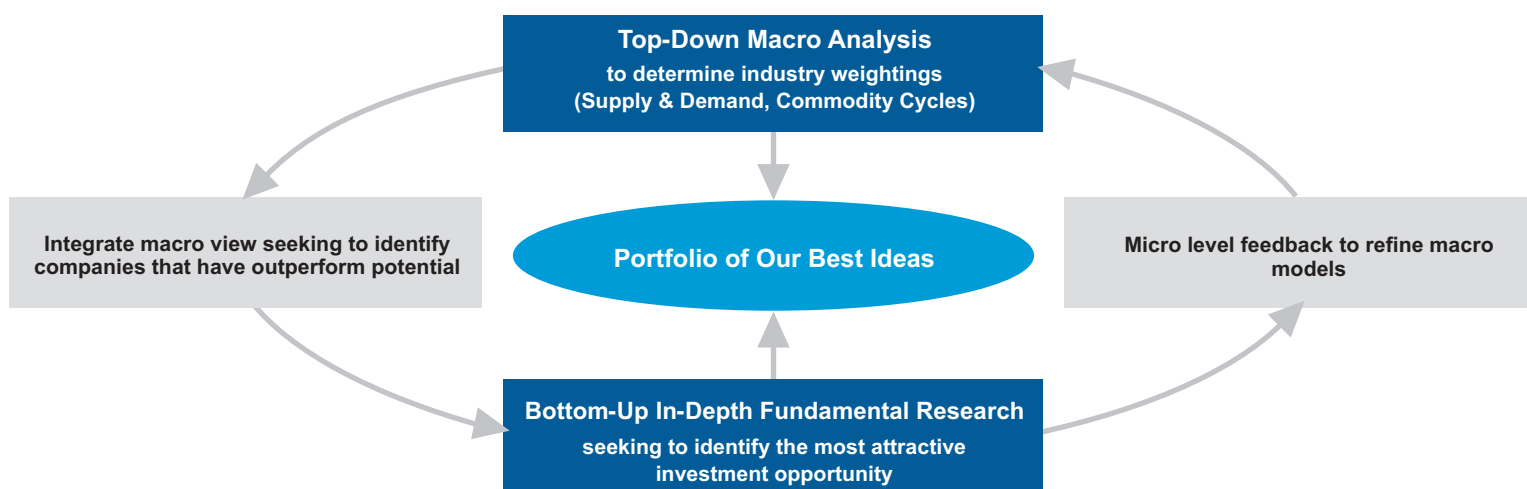 Top-Down Macro Analysis
to determine industry weightings
(Supply & Demand, Commodity Cycles)
Integrate macro view seeking to identify
companies that have outperform potential
Portfolio of Our Best Ideas
Micro level feedback to refine macro
models
Bottom-Up In-Depth Fundamental Research
seeking to identify the most attractive
investment opportunity